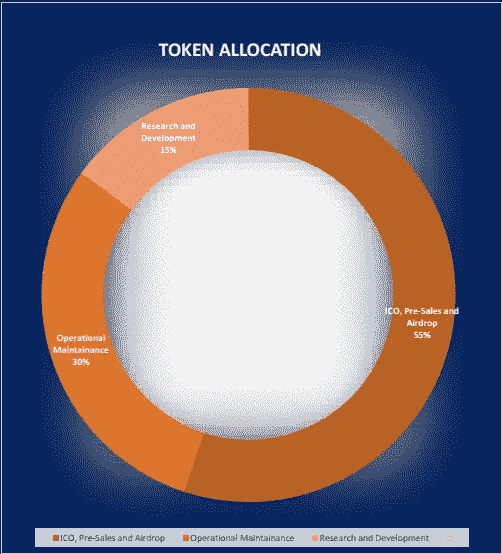 TOKEN ALLOCATION
Research and
Development
15%
ICO, Pre-Sales and
Airdrop
55%
Operational
Maintainance
30%
ICO, Pre-Sales and Airdrop Operational Maintainance Research and Development